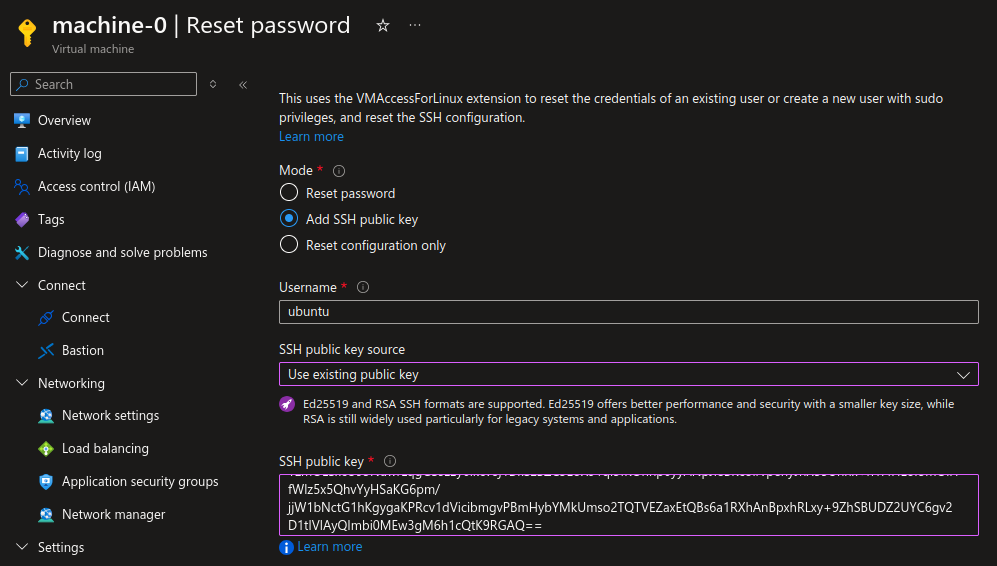 machine-0 | Reset password
Virtual machine
Search
Overview
Activity log
Access control (IAM)
Tags
Diagnose and solve problems
Connect
Connect
Bastion
Networking
Network settings
Load balancing
Application security groups
Network manager
Settings
This uses the VMAccessForLinux extension to reset the credentials of an existing user or create a new user with sudo
privileges, and reset the SSH configuration.
Learn more
Mode *
Reset password
Add SSH public key
Reset configuration only
Username *
ubuntu
SSH public key source
Use existing public key
Ed25519 and RSA SSH formats are supported. Ed25519 offers better performance and security with a smaller key size, while
RSA is still widely used particularly for legacy systems and applications.
SSH public key *
fWIz5x5QhvYyHSaKG6pm/
jjW1bNctG1hKgygaKPRcv1dVicibmgvPBmHybYMkUmso2TQTVEZaxEtQBs6a1RXhAnBpxhRLxy+9ZhSBUDZ2UYC6gv2
D1tIVIAyQImbi0MEw3gM6h1cQtK9RGAQ==
Learn more